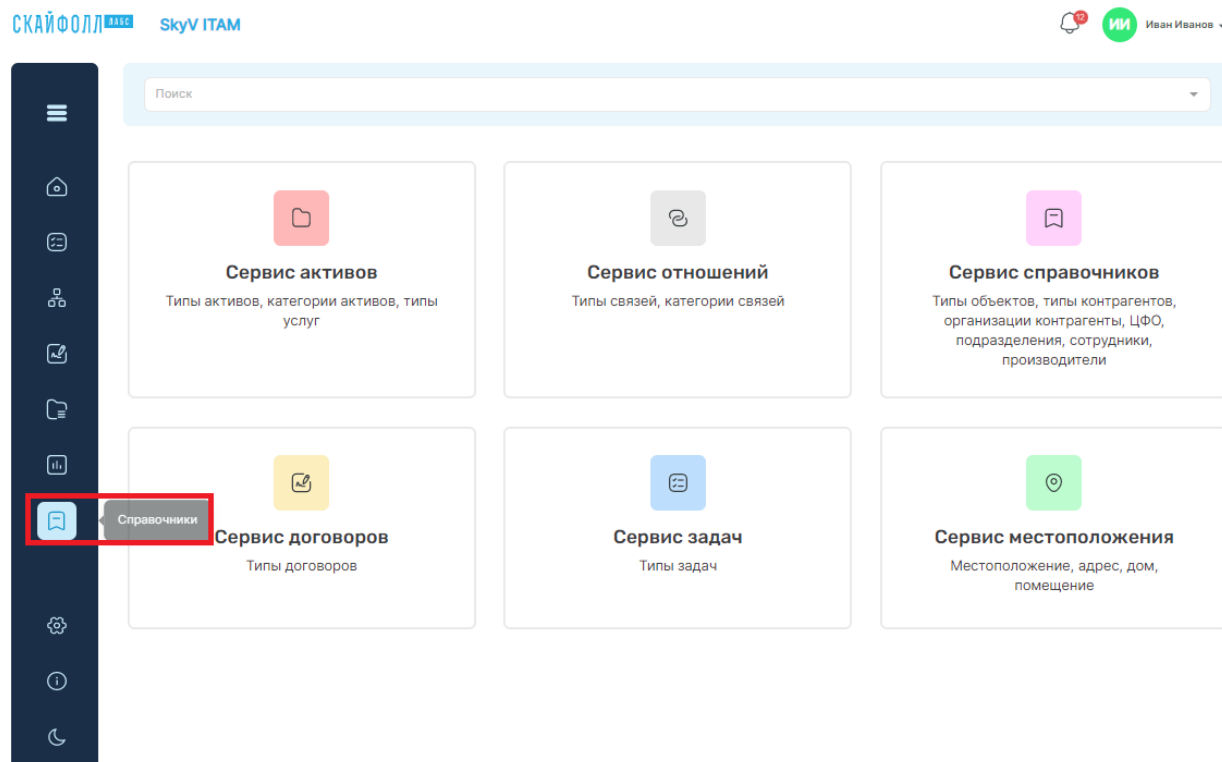 СКАЙФОЛЛ ЛАБС SkyV ITAM
12
ИИ Иван Иванов
Поиск
Сервис активов
Типы активов, категории активов, типы
услуг
Сервис отношений
Типы связей, категории связей
Сервис справочников
Типы объектов, типы контрагентов,
организации контрагенты, ЦФО,
подразделения, сотрудники,
производители
Справочники
Сервис договоров
Типы договоров
Сервис задач
Типы задач
Сервис местоположения
Местоположение, адрес, дом,
помещение